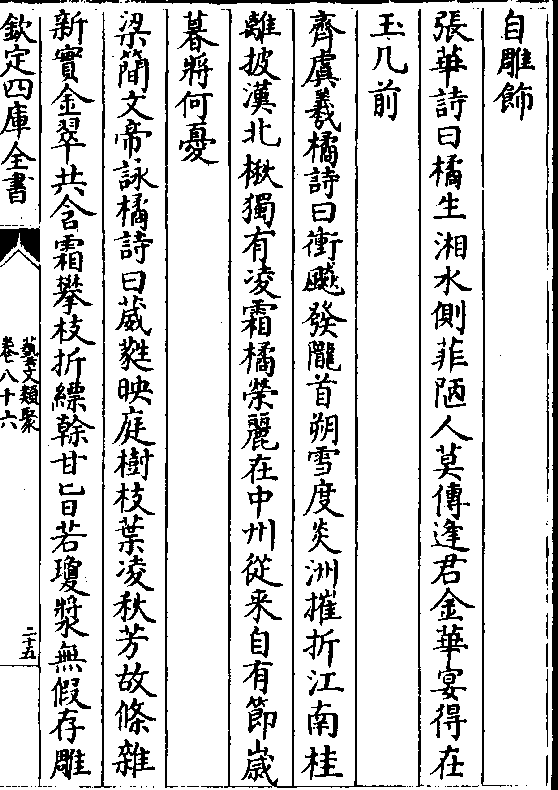 自雕飾
張華詩曰橘生湘水側菲陋人莫傳逢君金華宴得在
玉几前
齊虞羲橘詩曰衝飈發隴首朔雪度炎洲摧折江南桂
離披漠北楸獨有凌霜橘榮麗在中州從来自有節歳
暮將何憂
梁簡文帝詠橘詩曰葳蕤映庭樹枝葉凌秋芳故條雜
新實金翠共含霜攀枝折縹幹甘旨若瓊漿無假存雕
欽定四庫全書
藝文類聚
卷八十六
二十五